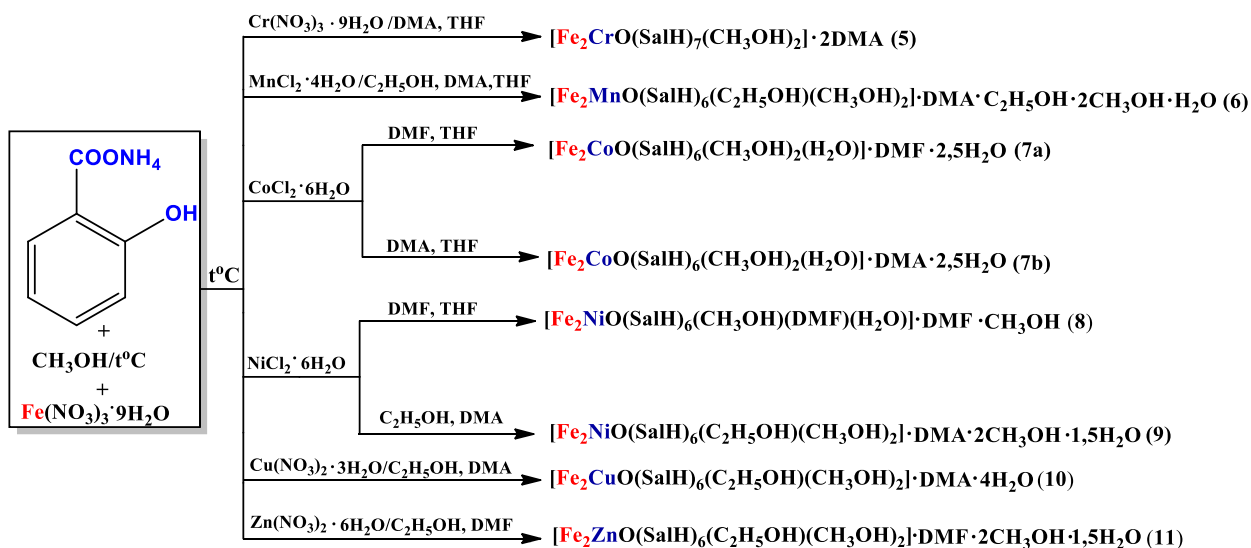 COONH₄
OH
+
CH₃OH/t⁰C
+
Fe(NO₃)₃·9H₂O
t⁰C
Cr(NO₃)₃ · 9H₂O /DMA, THF
[Fe₂CrO(SalH)₇(CH₃OH)₂]·2DMA (5)
MnCl₂·4H₂O/C₂H₅OH, DMA,THF
[Fe₂MnO(SalH)₆(C₂H₅OH)(CH₃OH)₂]·DMA·C₂H₅OH·2CH₃OH·H₂O (6)
CoCl₂·6H₂O
DMF, THF
[Fe₂CoO(SalH)₆(CH₃OH)₂(H₂O)]·DMF·2,5H₂O (7a)
DMA, THF
[Fe₂CoO(SalH)₆(CH₃OH)₂(H₂O)]·DMA·2,5H₂O (7b)
NiCl₂·6H₂O
DMF, THF
[Fe₂NiO(SalH)₆(CH₃OH)(DMF)(H₂O)]·DMF·CH₃OH (8)
C₂H₅OH, DMA
[Fe₂NiO(SalH)₆(C₂H₅OH)(CH₃OH)₂]·DMA·2CH₃OH·1,5H₂O (9)
Cu(NO₃)₂·3H₂O/C₂H₅OH, DMA
[Fe₂CuO(SalH)₆(C₂H₅OH)(CH₃OH)₂]·DMA·4H₂O (10)
Zn(NO₃)₂ · 6H₂O/C₂H₅OH, DMF
[Fe₂ZnO(SalH)₆(C₂H₅OH)(CH₃OH)₂]·DMF·2CH₃OH·1,5H₂O (11)